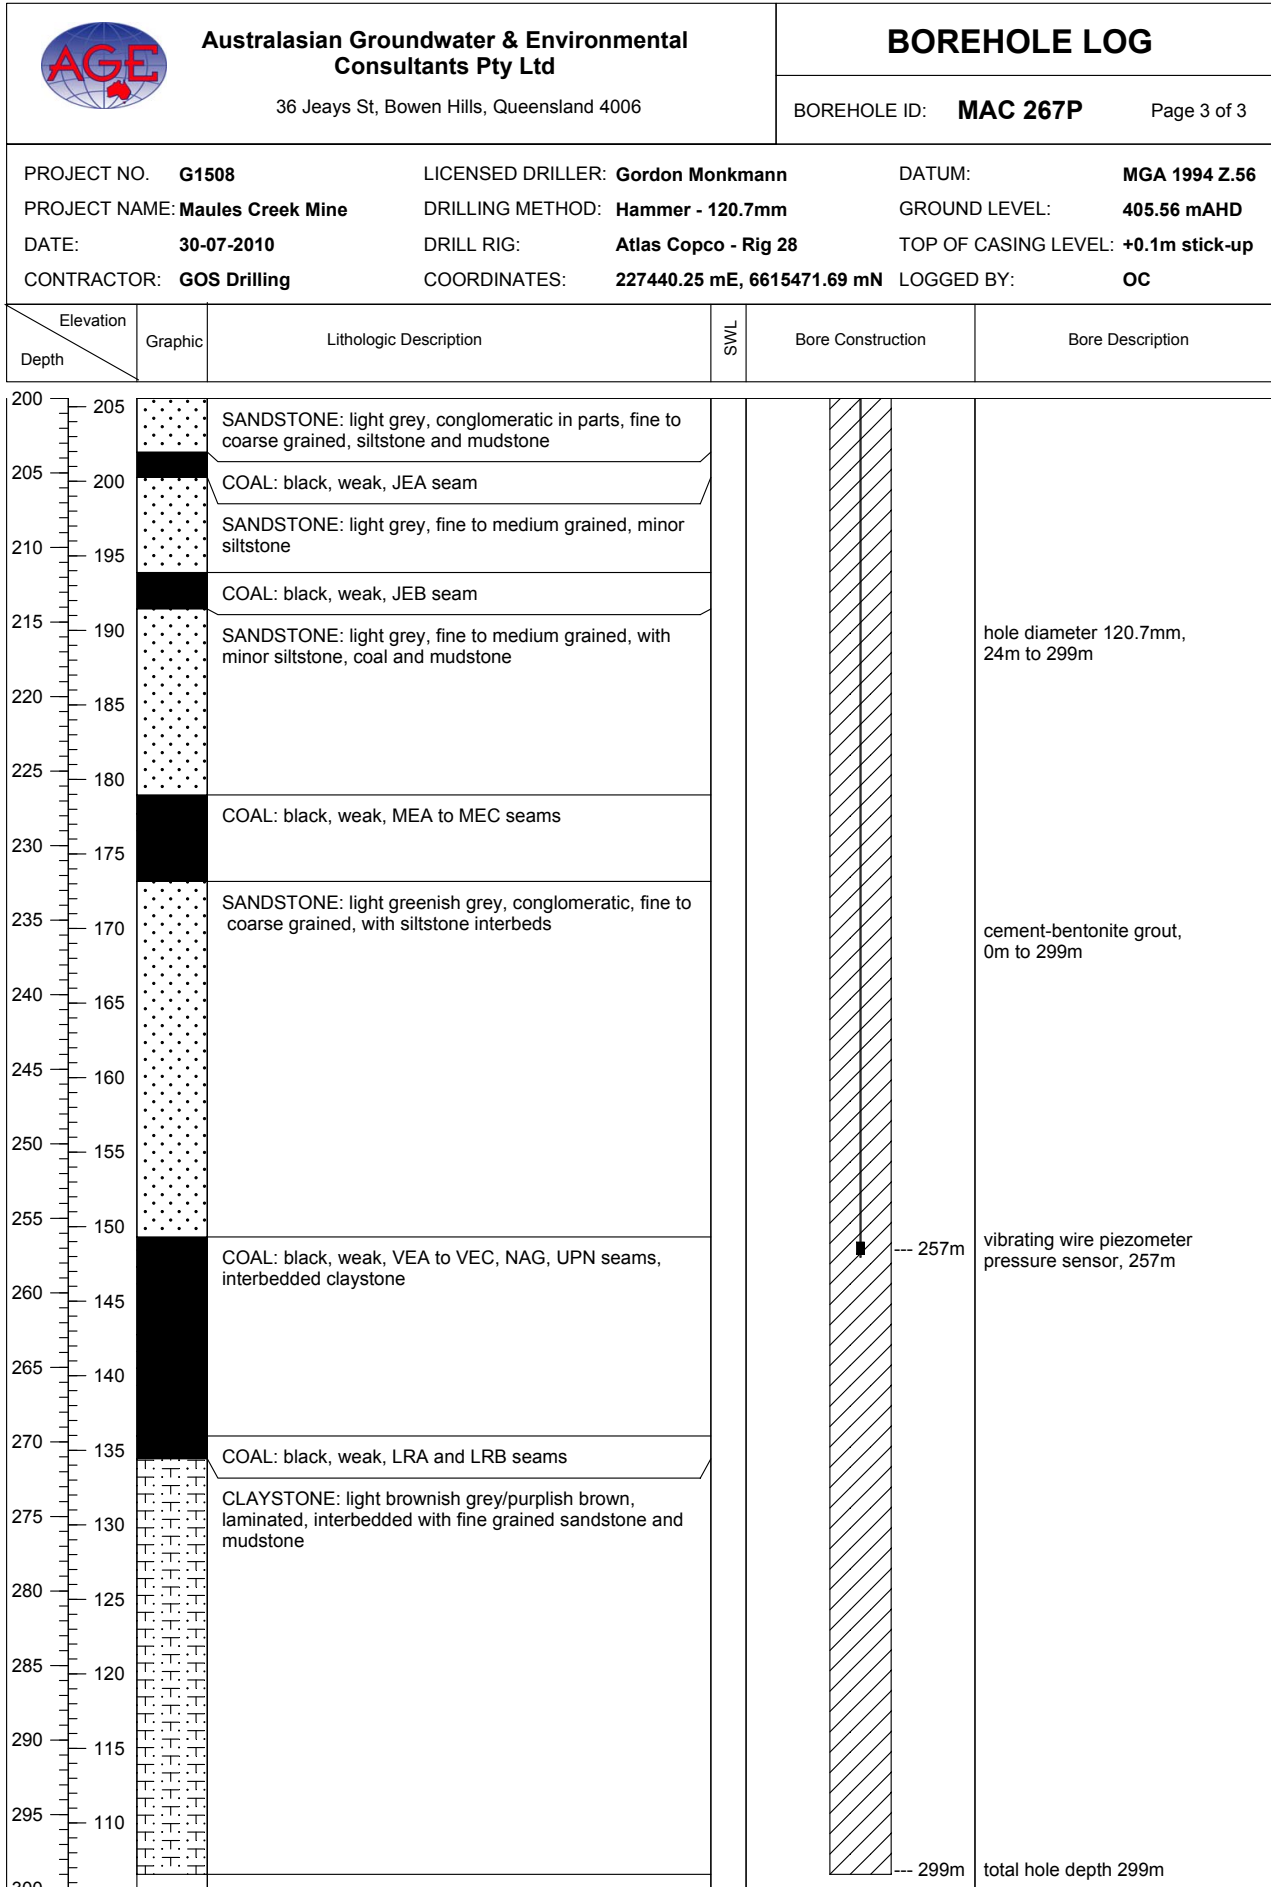 AGE
Australasian Groundwater & Environmental
Consultants Pty Ltd
36 Jeays St, Bowen Hills, Queensland 4006
BOREHOLE LOG
BOREHOLE ID: MAC 267P Page 3 of 3
PROJECT NO. G1508 LICENSED DRILLER: Gordon Monkmann DATUM: MGA 1994 Z.56
PROJECT NAME: Maules Creek Mine DRILLING METHOD: Hammer - 120.7mm GROUND LEVEL: 405.56 mAHD
DATE: 30-07-2010 DRILL RIG: Atlas Copco - Rig 28 TOP OF CASING LEVEL: +0.1m stick-up
CONTRACTOR: GOS Drilling COORDINATES: 227440.25 mE, 6615471.69 mN LOGGED BY: OC
Elevation
Depth
Graphic
Lithologic Description
SWL
Bore Construction
Bore Description
200
205
SANDSTONE: light grey, conglomeratic in parts, fine to
coarse grained, siltstone and mudstone
205
200
COAL: black, weak, JEA seam
SANDSTONE: light grey, fine to medium grained, minor
siltstone
210
195
COAL: black, weak, JEB seam
215
190
SANDSTONE: light grey, fine to medium grained, with
minor siltstone, coal and mudstone
hole diameter 120.7mm,
24m to 299m
220
185
225
180
COAL: black, weak, MEA to MEC seams
230
175
SANDSTONE: light greenish grey, conglomeratic, fine to
coarse grained, with siltstone interbeds
235
170
cement-bentonite grout,
0m to 299m
240
165
245
160
250
155
255
150
COAL: black, weak, VEA to VEC, NAG, UPN seams,
interbedded claystone
--- 257m
vibrating wire piezometer
pressure sensor, 257m
260
145
265
140
270
135
COAL: black, weak, LRA and LRB seams
CLAYSTONE: light brownish grey/purplish brown,
laminated, interbedded with fine grained sandstone and
mudstone
275
130
280
125
285
120
290
115
295
110
--- 299m
total hole depth 299m
300